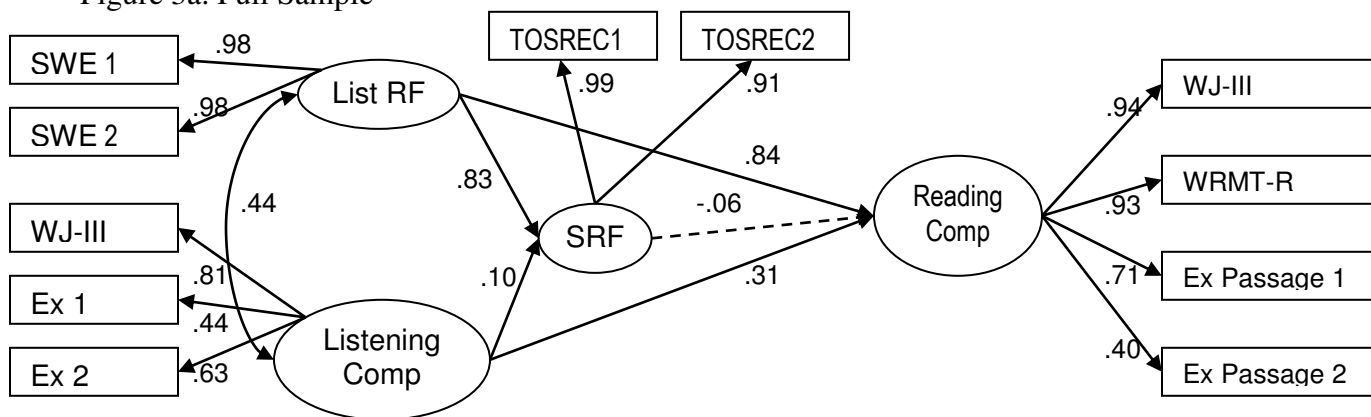 Figure 3a. Full Sample
TOSREC1
TOSREC2
SWE 1
.98
List RF
.99
.91
WJ-III
SWE 2
.98
.94
.84
WRMT-R
.83
.93
Reading
Comp
.44
-.06
WJ-III
SRF
.81
.10
.31
.71
Ex Passage 1
Ex 1
.44
Listening
Comp
.40
Ex 2
.63
Ex Passage 2